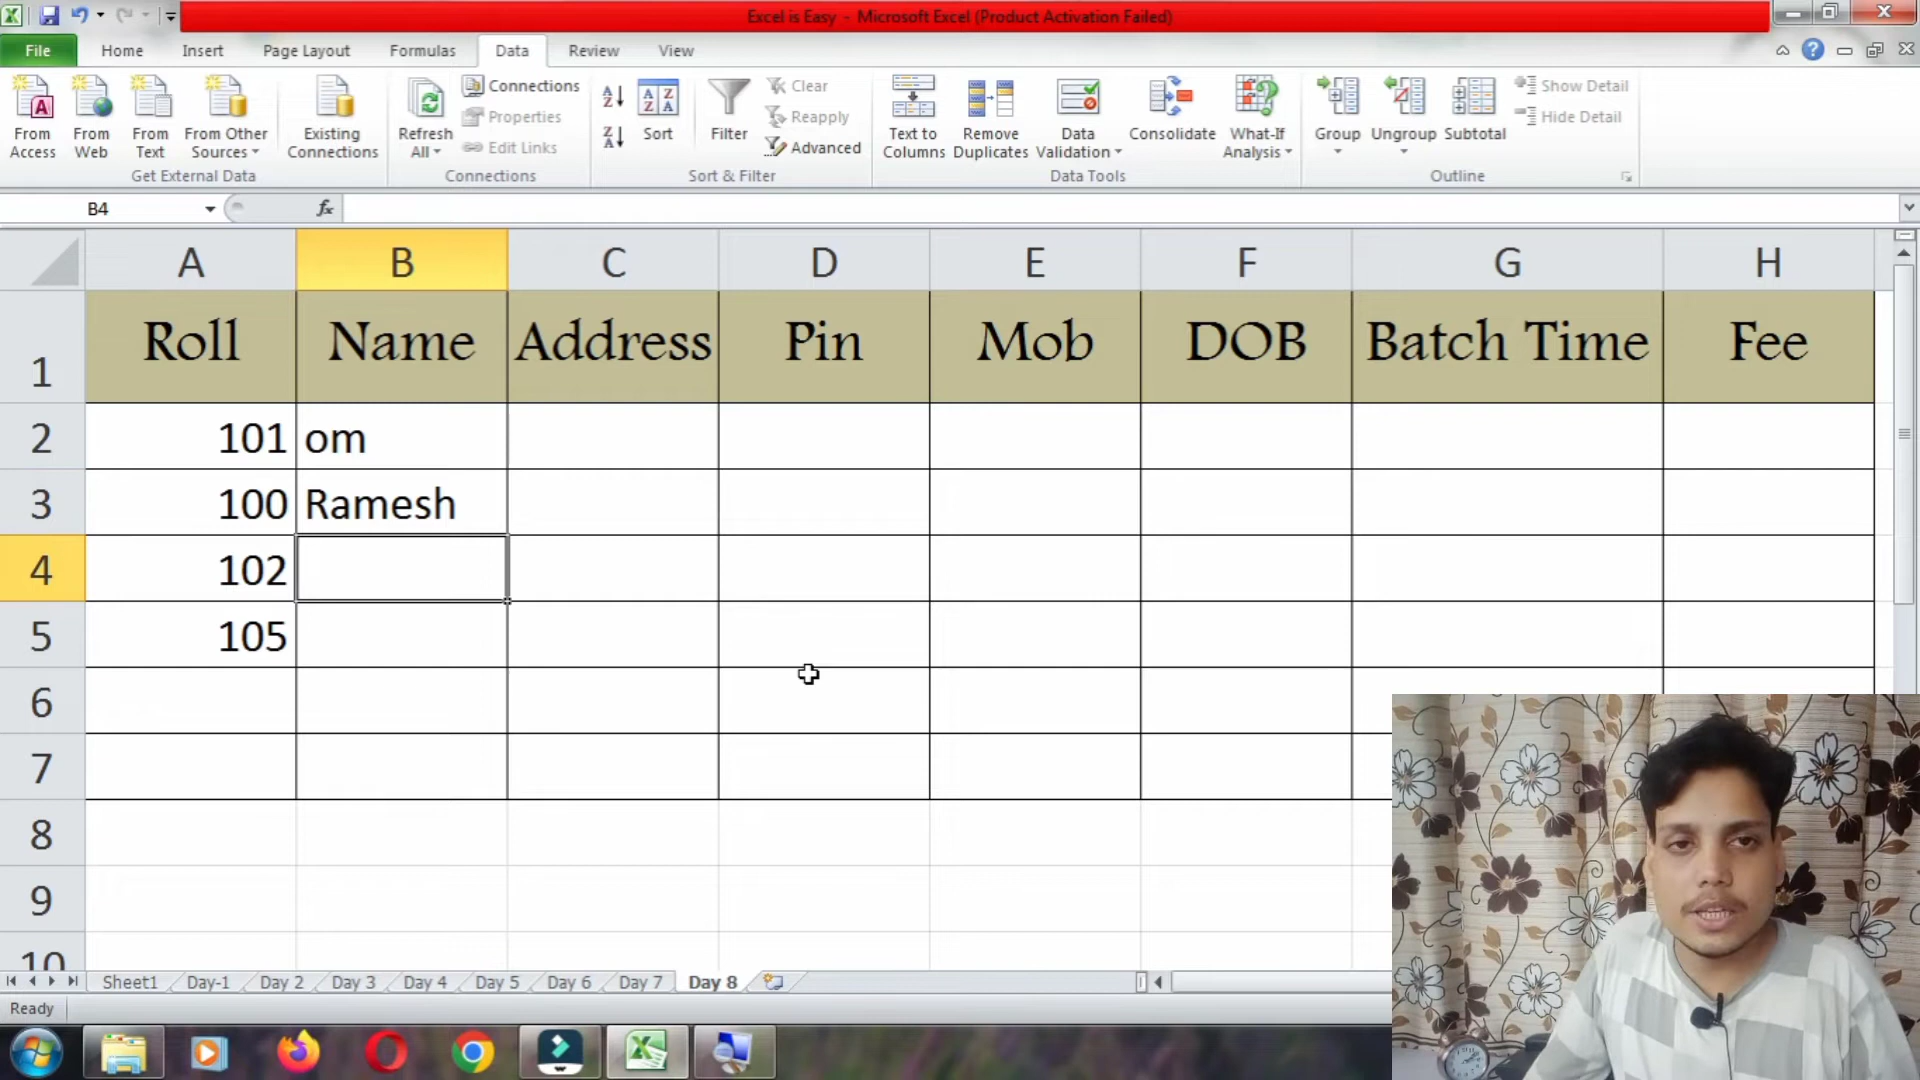 Excel is Easy - Microsoft Excel (Product Activation Failed)
File Home Insert Page Layout Formulas Data Review View
From Access
From Web
From Text
From Other Sources
Existing Connections
Get External Data
Refresh All
Connections
Properties
Edit Links
Connections
Sort
Filter
Clear
Reapply
Advanced
Sort & Filter
Text to Columns
Remove Duplicates
Data Validation
Consolidate
What-If Analysis
Data Tools
Group
Ungroup
Subtotal
Show Detail
Hide Detail
Outline
B4 fx
A B C D E F G H
1 Roll Name Address Pin Mob DOB Batch Time Fee
2 101 om
3 100 Ramesh
4 102
5 105
6
7
8
9
10
Sheet1 Day-1 Day 2 Day 3 Day 4 Day 5 Day 6 Day 7 Day 8
Ready